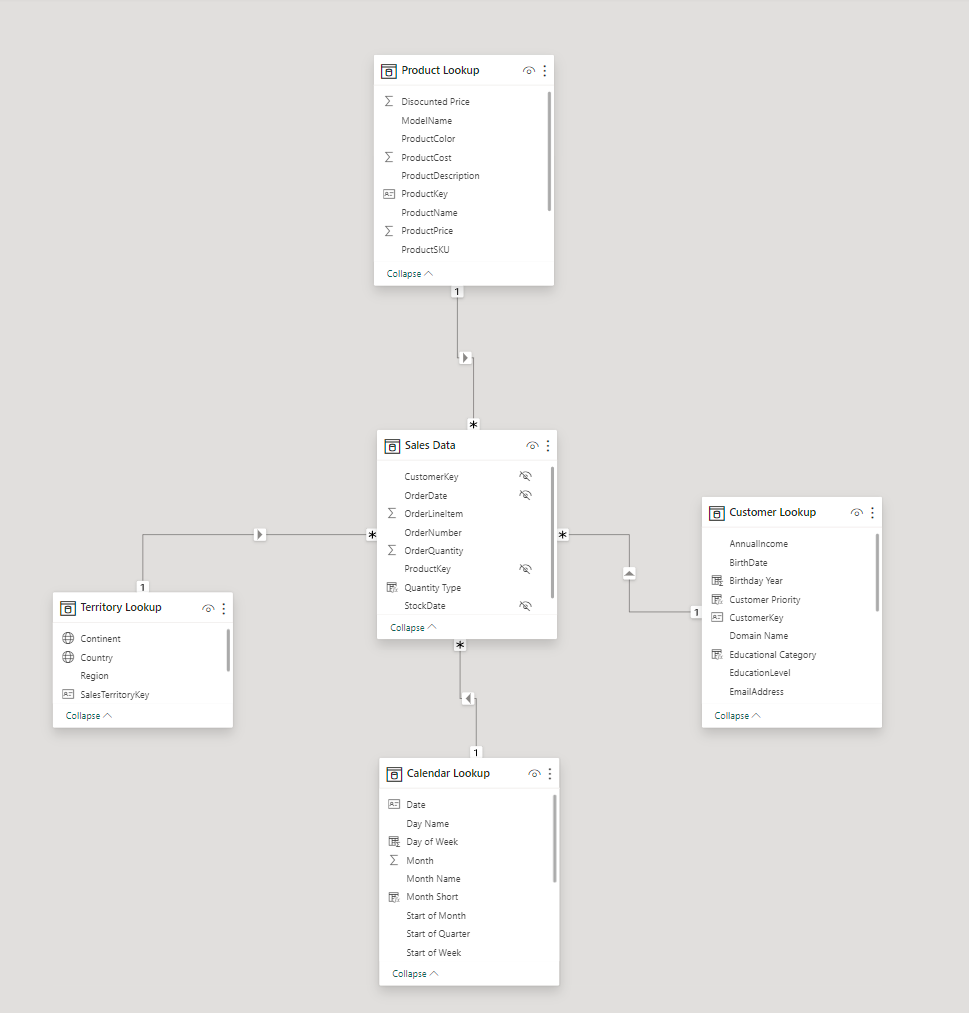 Product Lookup
Disocunted Price
ModelName
ProductColor
ProductCost
ProductDescription
ProductKey
ProductName
ProductPrice
ProductSKU
Collapse
1
*
Sales Data
CustomerKey
OrderDate
OrderLineItem
OrderNumber
OrderQuantity
ProductKey
Quantity Type
StockDate
Collapse
*
*
*
1
Territory Lookup
Continent
Country
Region
SalesTerritoryKey
Collapse
1
Customer Lookup
AnnualIncome
BirthDate
Birthday Year
Customer Priority
CustomerKey
Domain Name
Educational Category
EducationLevel
EmailAddress
Collapse
1
Calendar Lookup
Date
Day Name
Day of Week
Month
Month Name
Month Short
Start of Month
Start of Quarter
Start of Week
Collapse